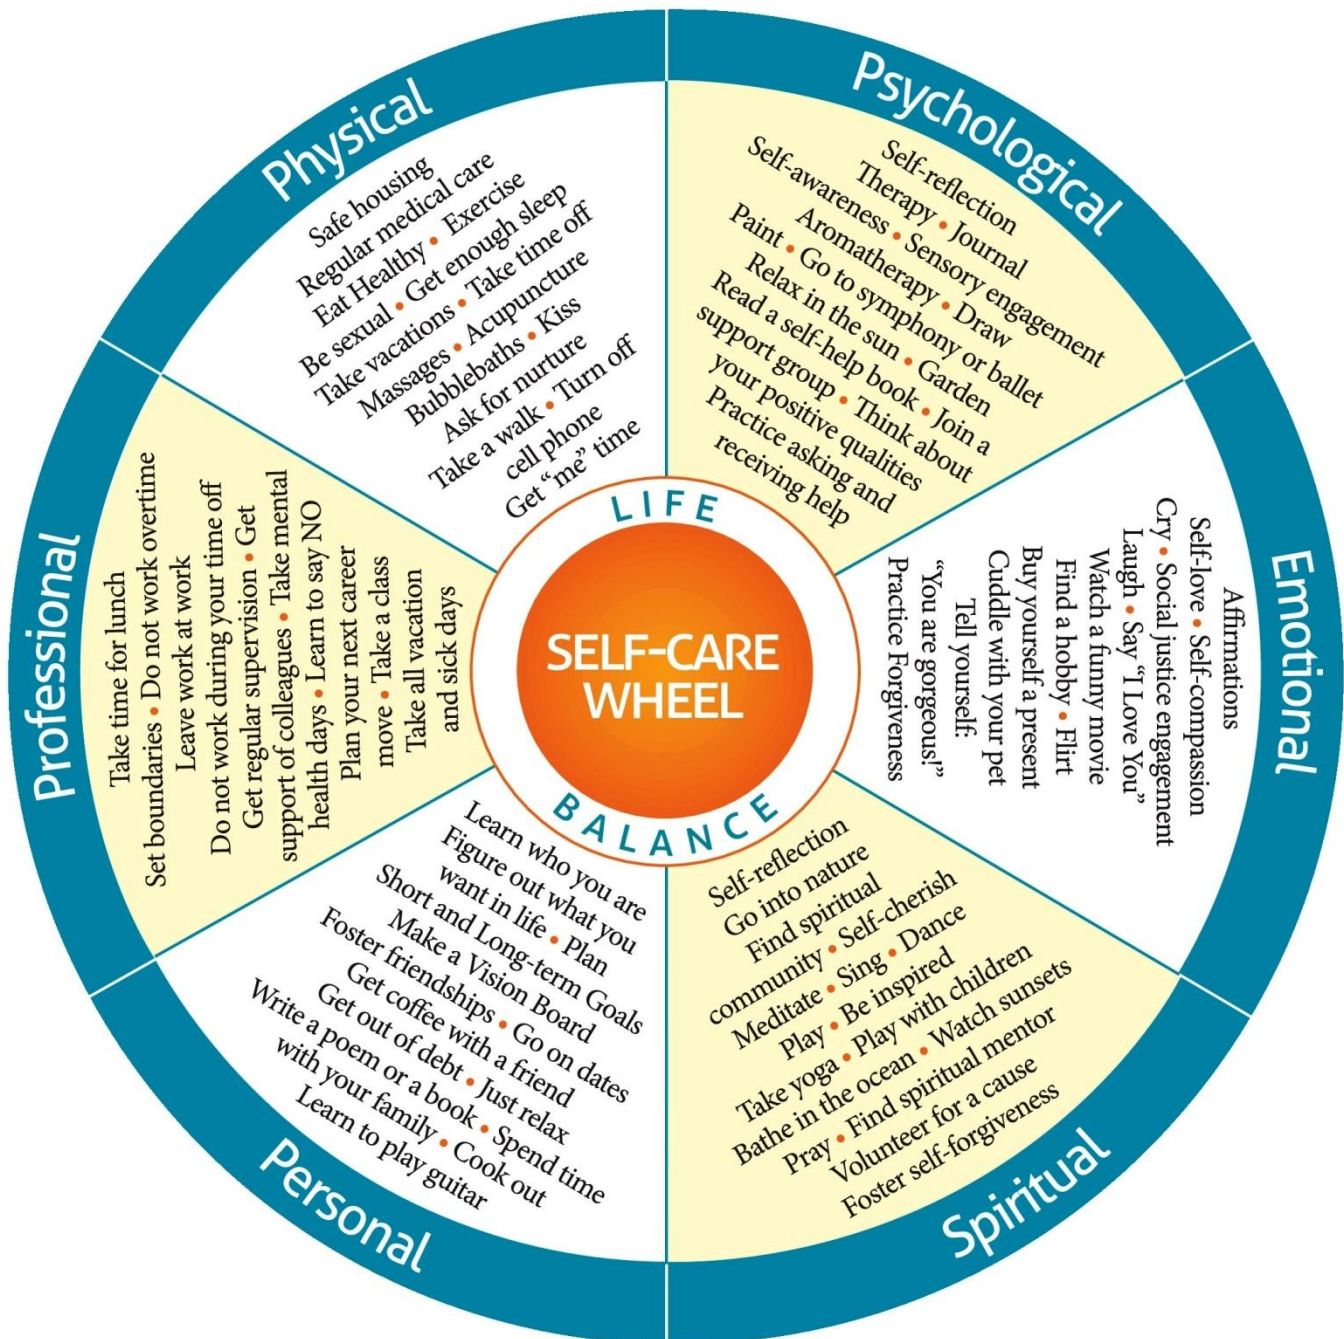 Physical
Safe housing
Regular medical care
Eat Healthy • Exercise
Be sexual • Get enough sleep
Take vacations • Take time off
Massages • Acupuncture
Bubblebaths • Kiss
Ask for nurture
Take a walk • Turn off
cell phone
Get “me” time
Psychological
Self-reflection
Therapy • Journal
Self-awareness • Sensory engagement
Aromatherapy • Draw
Paint • Go to symphony or ballet
Relax in the sun • Garden
Read a self-help book • Join a
support group • Think about
your positive qualities
Practice asking and
receiving help
Emotional
Affirmations
Self-love • Self-compassion
Cry • Social justice engagement
Laugh • Say “I Love You”
Watch a funny movie
Find a hobby • Flirt
Buy yourself a present
Cuddle with your pet
Tell yourself:
“You are gorgeous!”
Practice Forgiveness
Spiritual
Self-reflection
Go into nature
Find spiritual
community • Self-cherish
Meditate • Sing • Dance
Play • Be inspired
Take yoga • Play with children
Bathe in the ocean • Watch sunsets
Pray • Find spiritual mentor
Volunteer for a cause
Foster self-forgiveness
Personal
Learn who you are
Figure out what you
want in life • Plan
Short and Long-term Goals
Make a Vision Board
Foster friendships • Go on dates
Get coffee with a friend
Get out of debt • Just relax
Write a poem or a book • Spend time
with your family • Cook out
Learn to play guitar
Professional
Take time for lunch
Set boundaries • Do not work overtime
Leave work at work
Do not work during your time off
Get regular supervision • Get
support of colleagues • Take mental
health days • Learn to say NO
Plan your next career
move • Take a class
Take all vacation
and sick days
LIFE
SELF-CARE
WHEEL
BALANCE